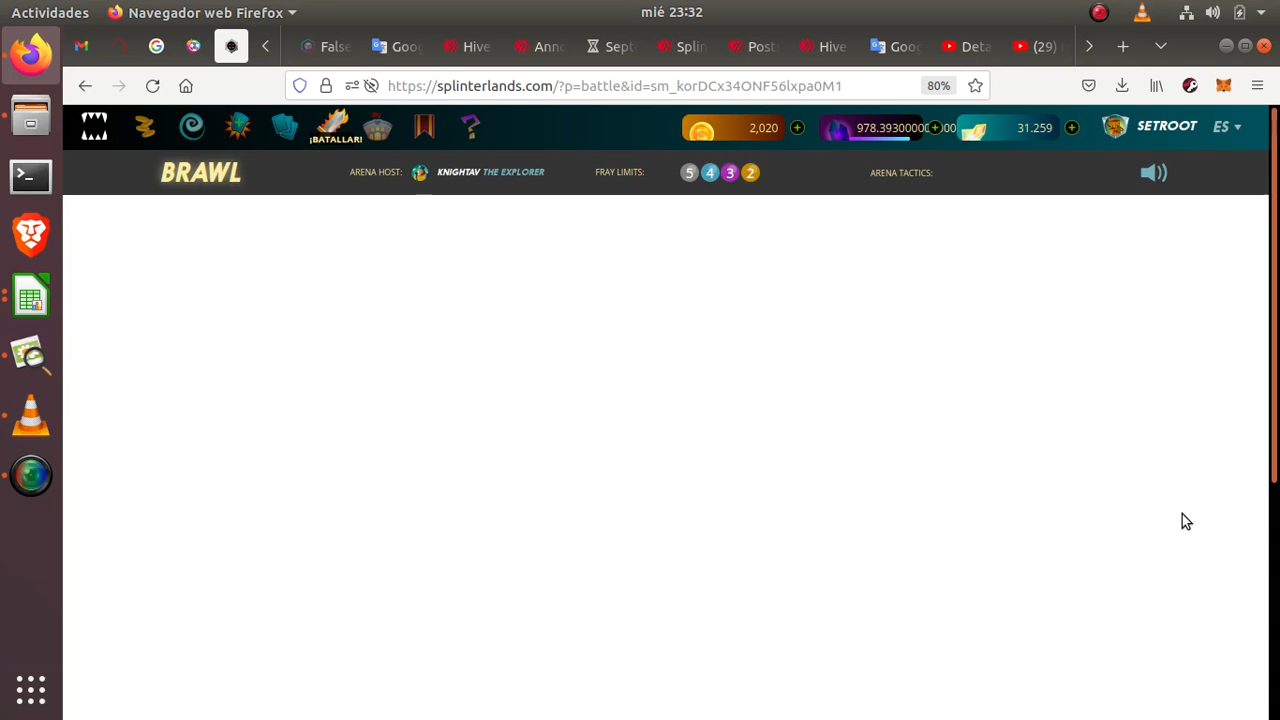 Actividades Navegador web Firefox mié 23:32
False Goo Hive Anno Sept Splin Post Hive Goo Deta (29)
https://splinterlands.com/?p=battle&id=sm_korDCx34ONF56lxpa0M1 80%
¡BATALLAR! 2,020 978.3930000000 31.259 SETROOT ES
BRAWL ARENA HOST: KNIGHTAV THE EXPLORER FRAY LIMITS: 5 4 3 2 ARENA TACTICS: